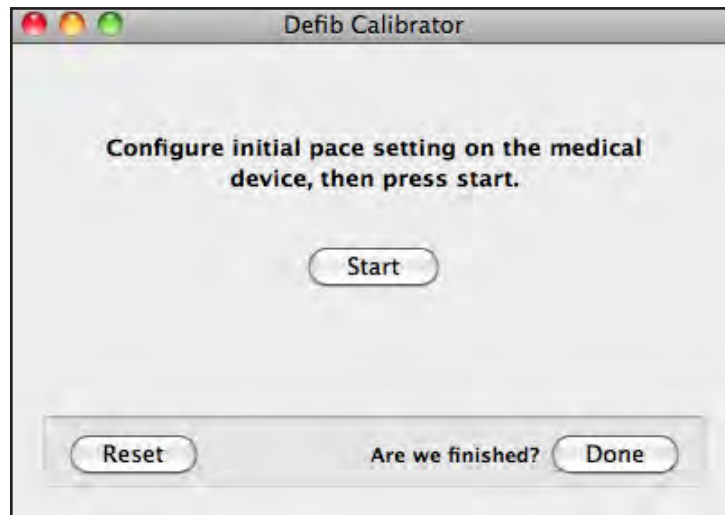 Defib Calibrator
Configure initial pace setting on the medical
device, then press start.
Start
Reset
Are we finished?
Done